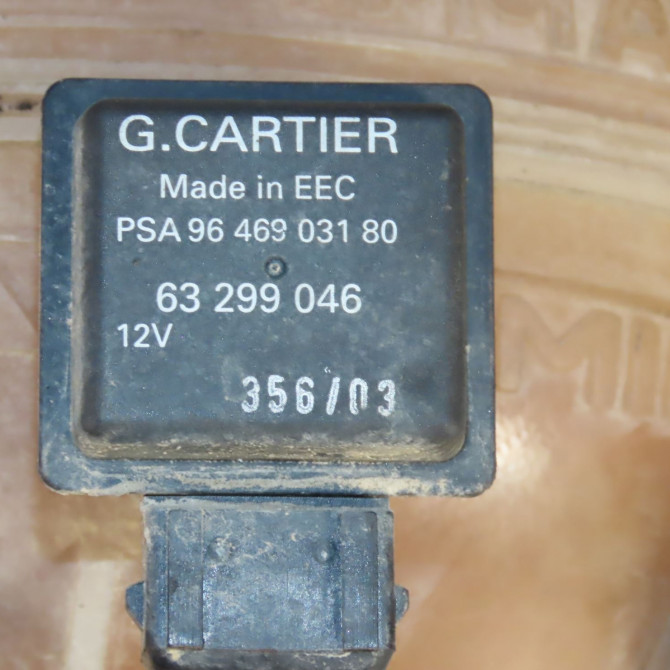 G.CARTIER
Made in EEC
PSA 96 469 031 80
63 299 046
12V
356/03